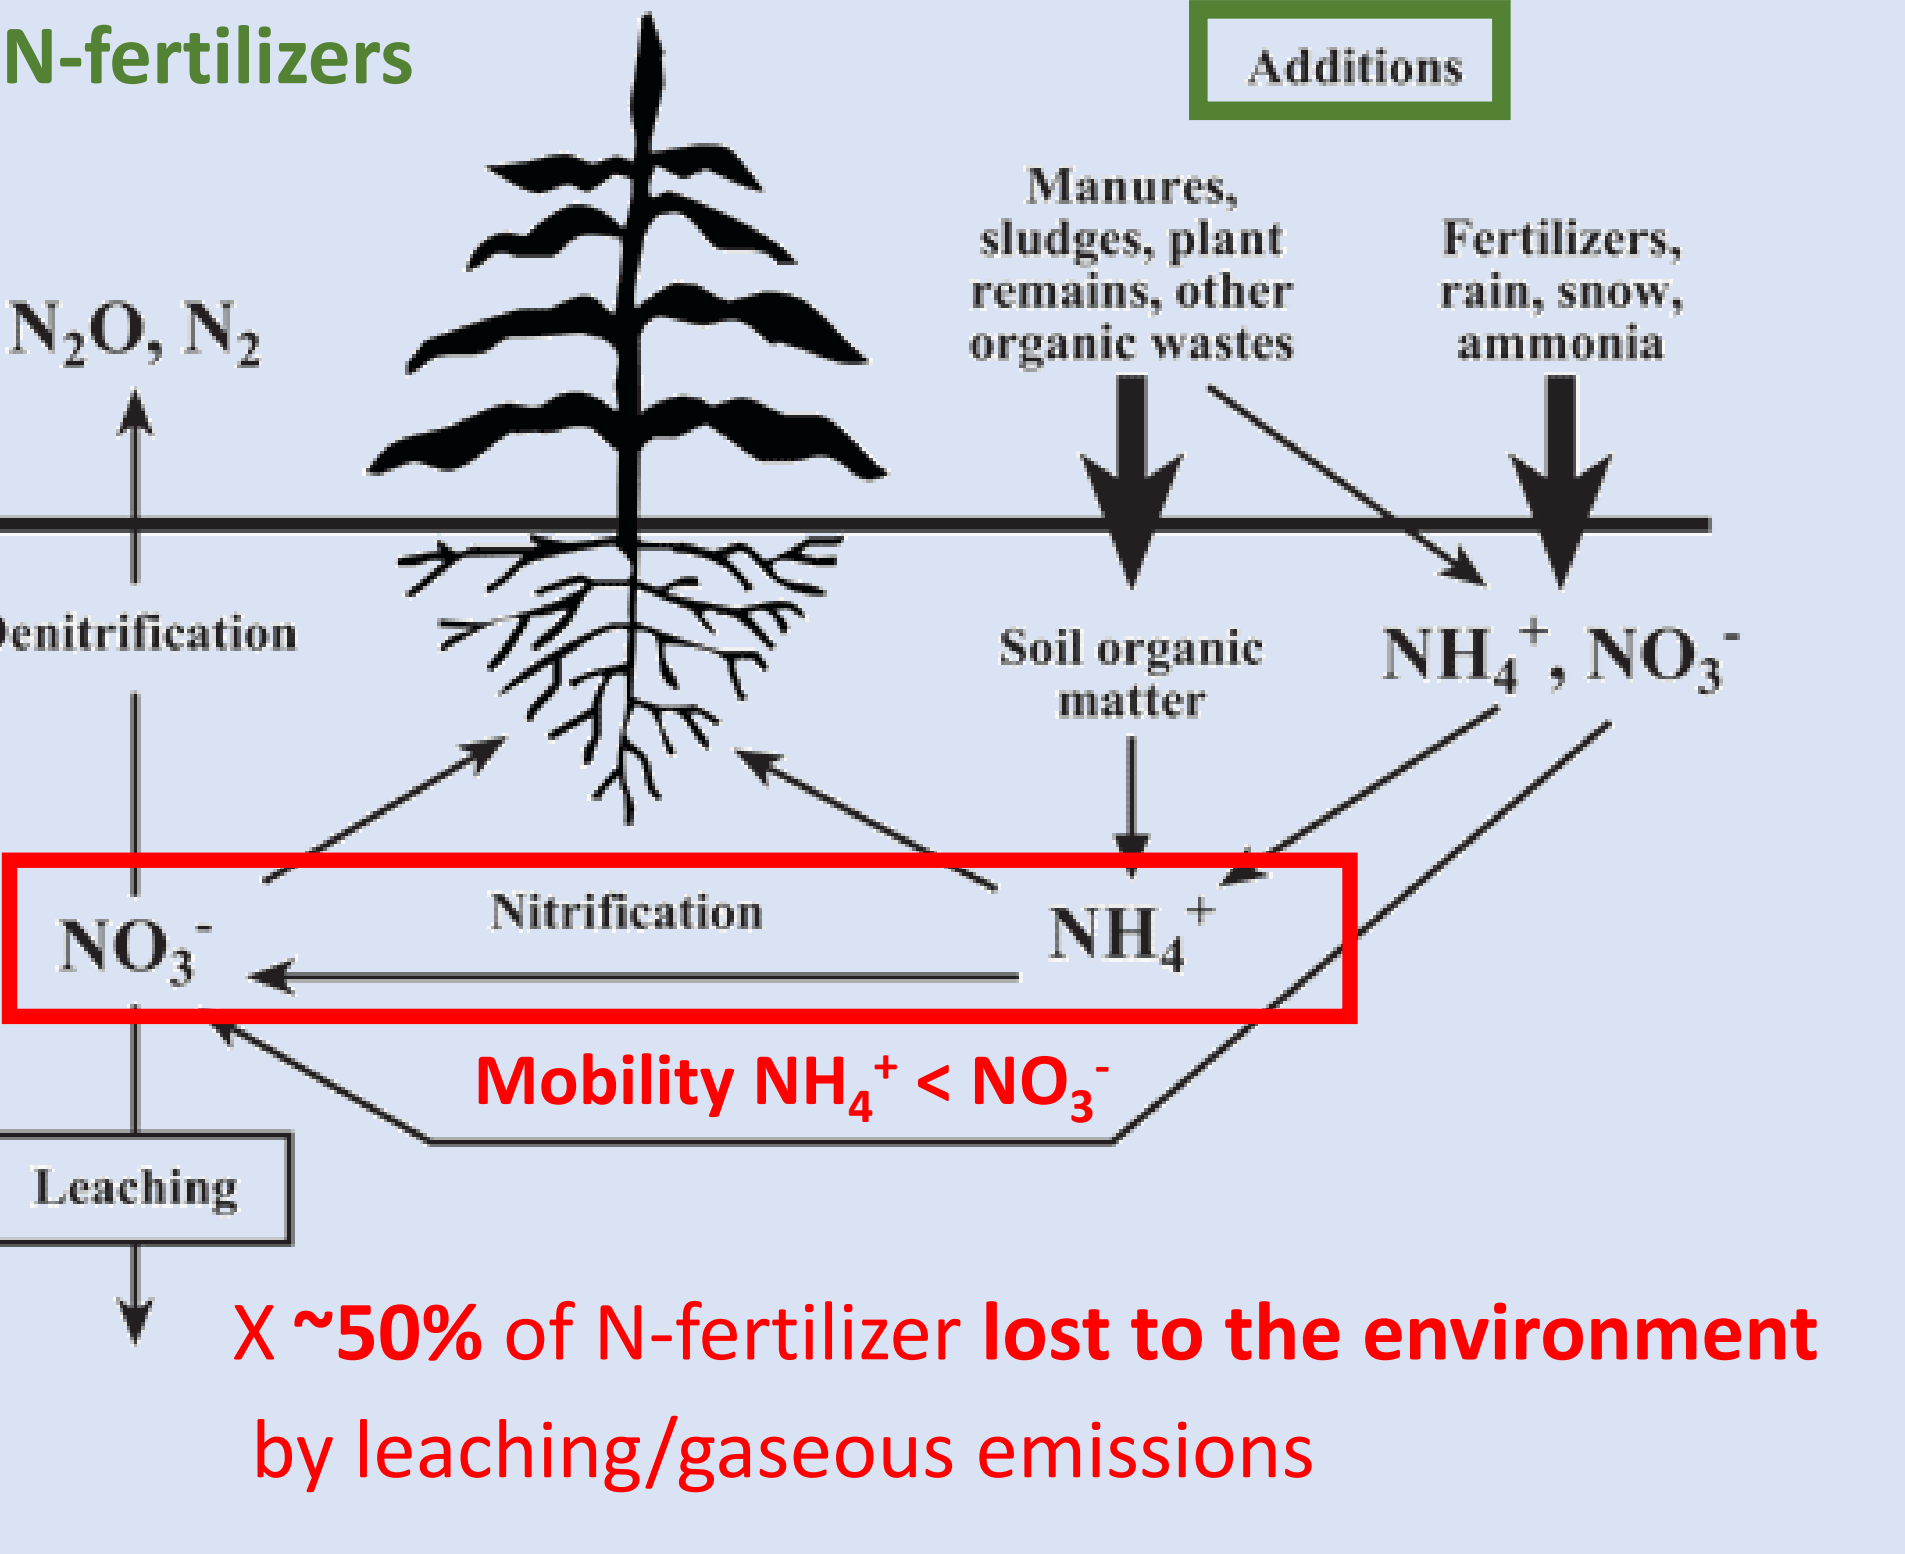 N-fertilizers
Additions
Manures,
sludges, plant
remains, other
organic wastes
Fertilizers,
rain, snow,
ammonia
N₂O, N₂
enitrification
Soil organic
matter
NH₄⁺, NO₃⁻
Nitrification
NO₃⁻
NH₄⁺
Mobility NH₄⁺ < NO₃⁻
Leaching
X ~50% of N-fertilizer lost to the environment
by leaching/gaseous emissions